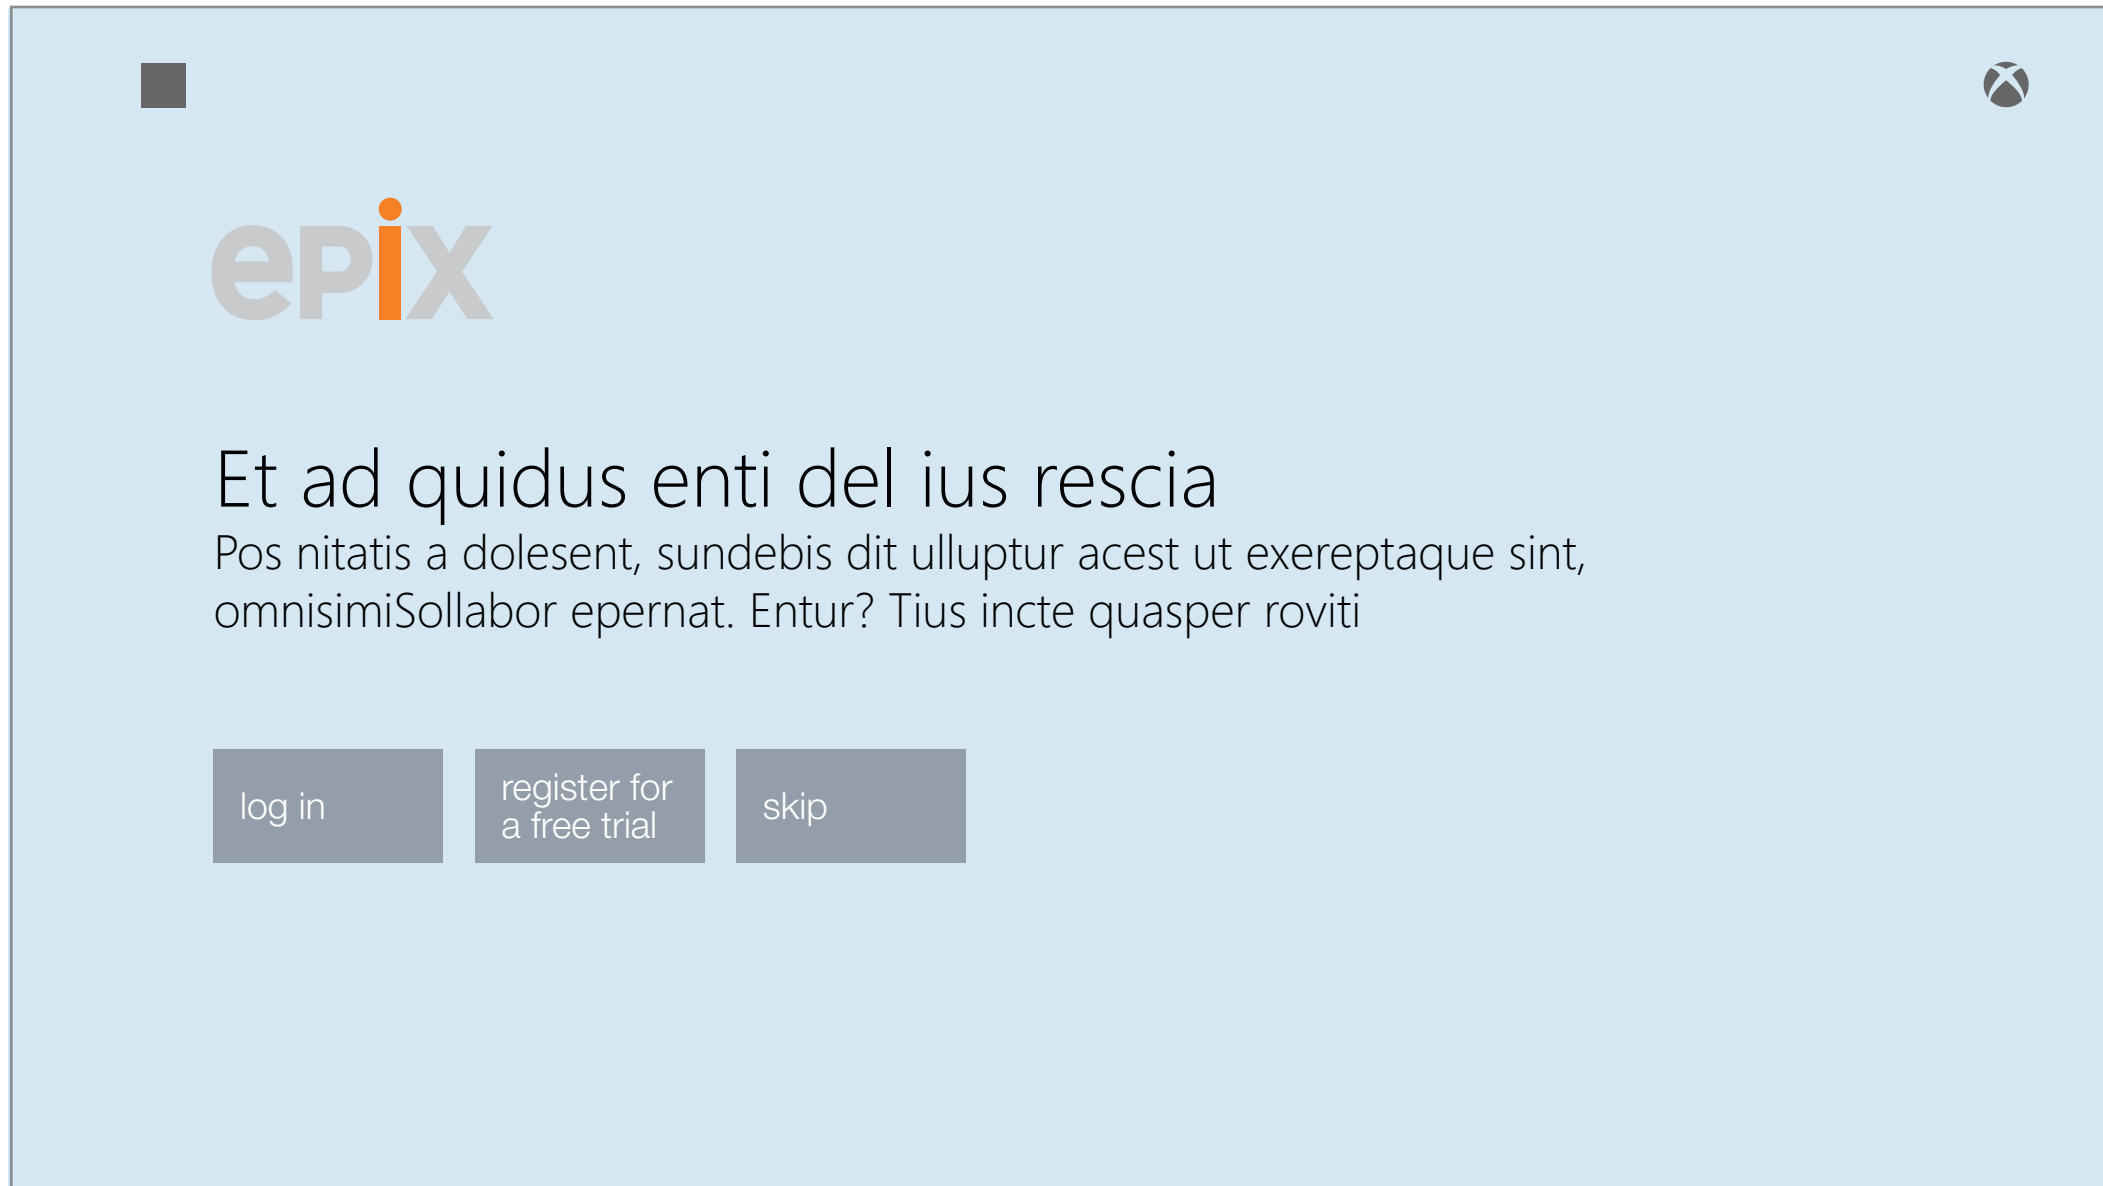 epix
Et ad quidus enti del ius rescia
Pos nitatis a dolesent, sundebis dit ulluptur acest ut exereptaque sint,
omnisimiSollabor epernat. Entur? Tius incte quasper roviti
log in
register for
a free trial
skip